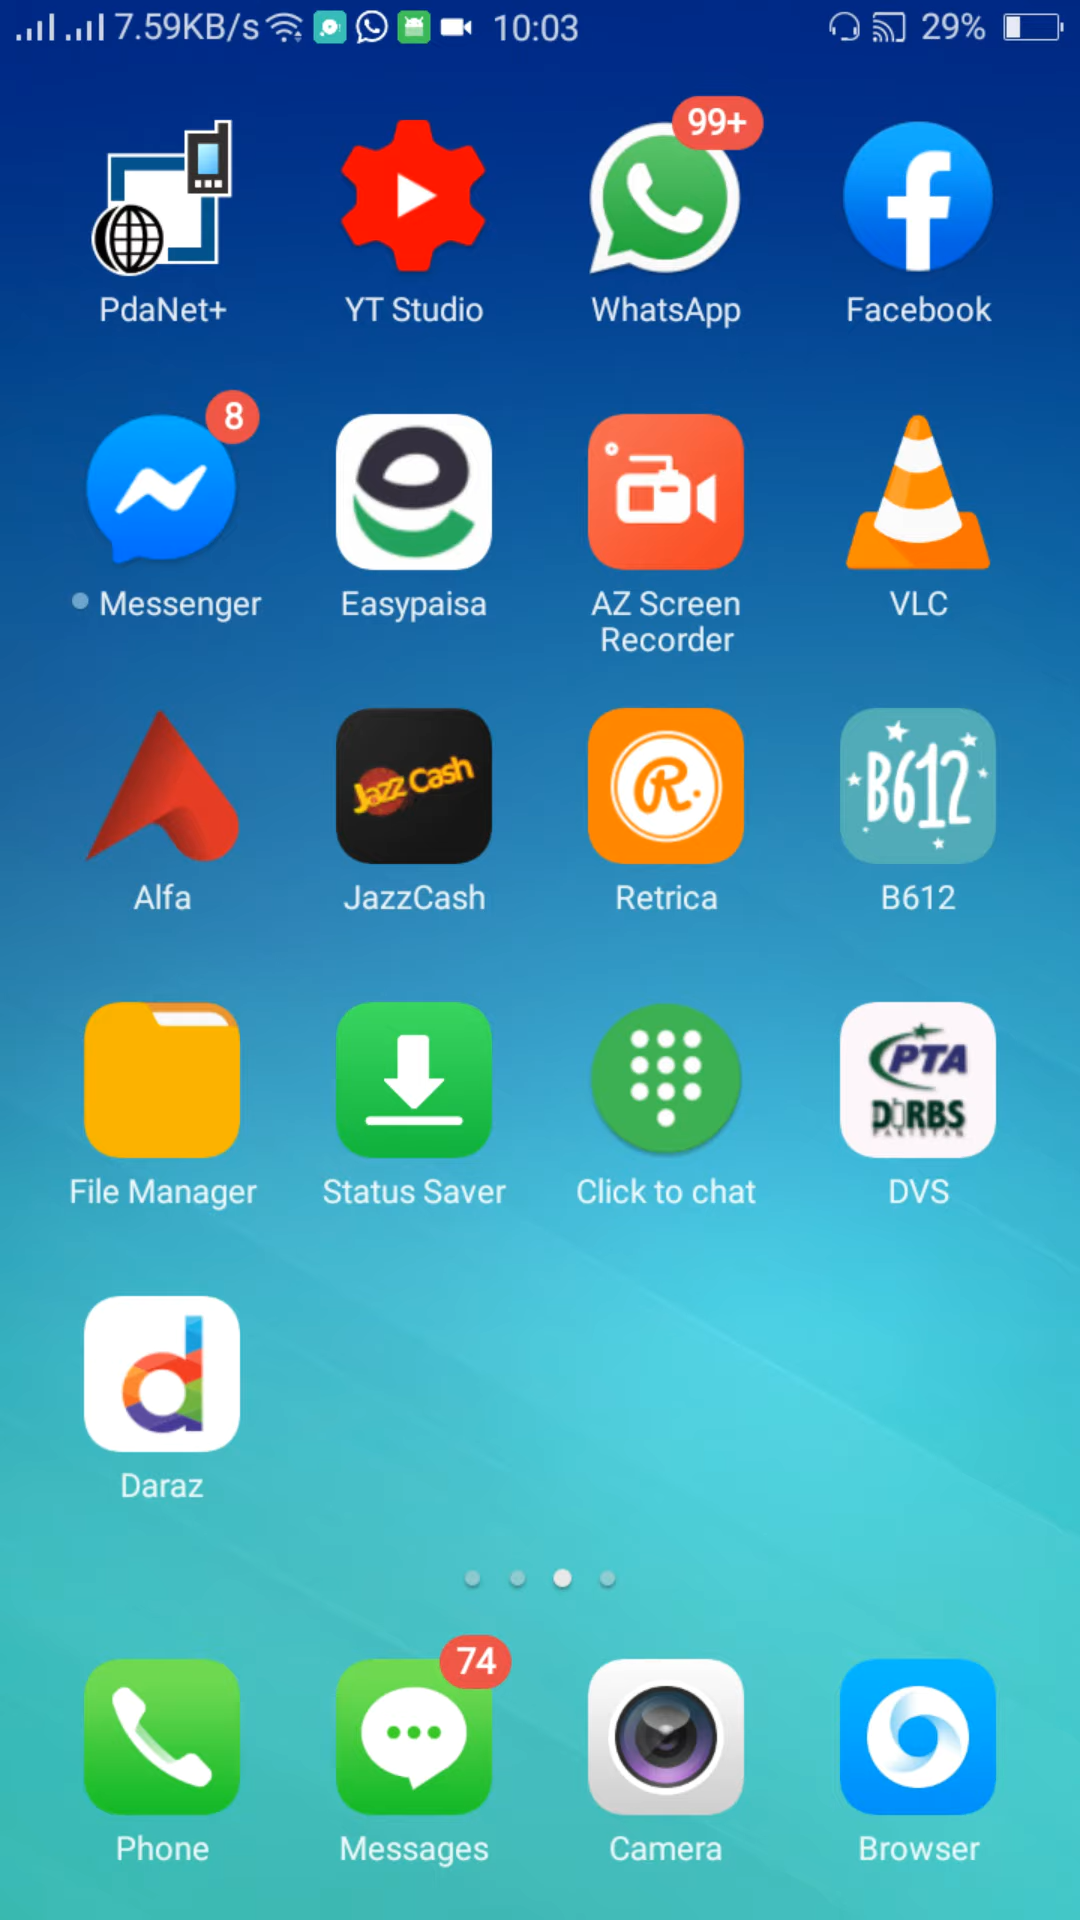 7.59KB/s 10:03 29%
99+
PdaNet+ YT Studio WhatsApp Facebook
8
Messenger Easypaisa AZ Screen Recorder VLC
Jazz Cash R. B612
Alfa JazzCash Retrica B612
PTA
DIRBS
PAKISTAN
File Manager Status Saver Click to chat DVS
d
Daraz
74
Phone Messages Camera Browser